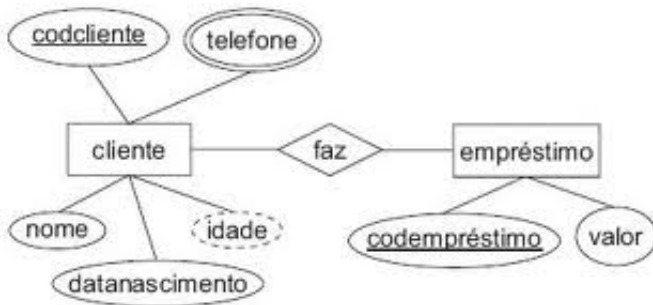 codcliente
telefone
cliente
faz
empréstimo
nome
idade
datanascimento
codempréstimo
valor